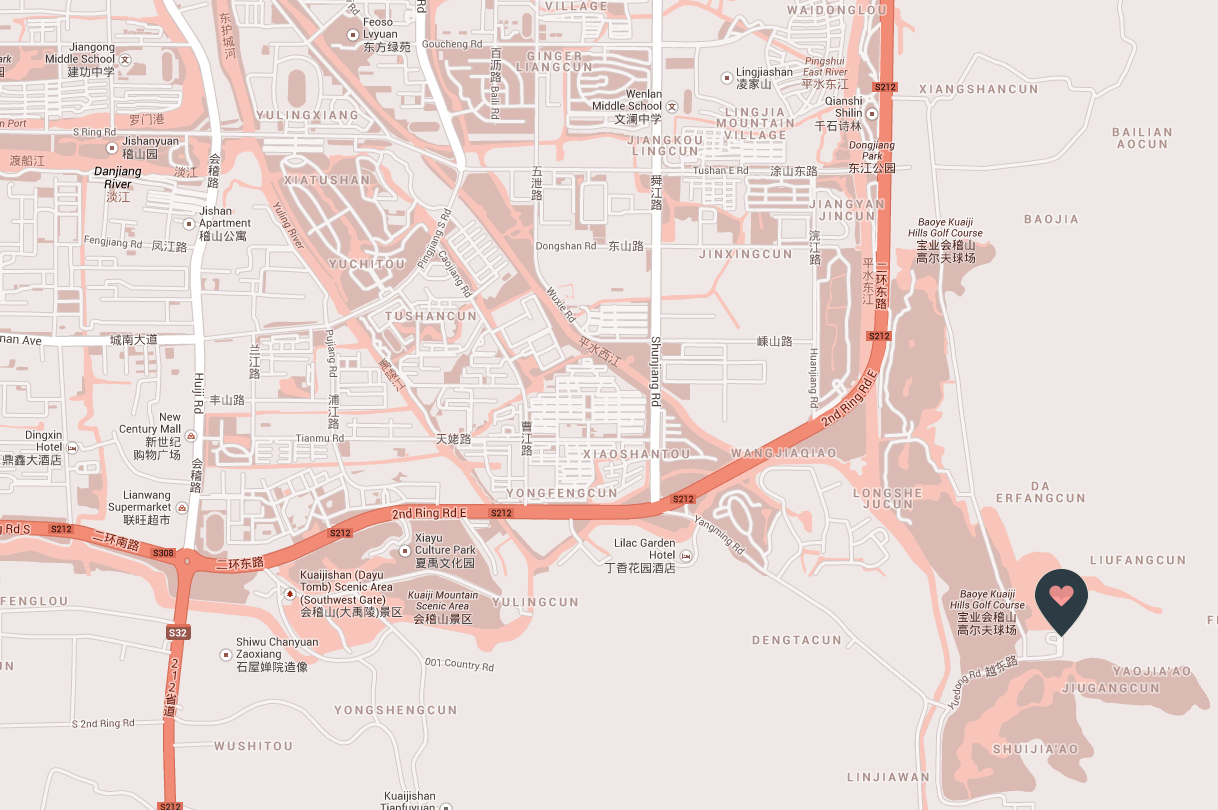 VILLAGE
WAIDONGLOU
东护城河
Rd
Rd
Feoso
Lvyuan
东方绿苑
Jiangong
Middle School
建功中学
ark
园
Goucheng Rd
百沥路
Baili Rd
GINGER
LIANGCUN
Lingjiashan
凌家山
Pingshui
East River
平水东江
S212
XIANGSHANCUN
Wenlan
Middle School
文澜中学
Qianshi
Shilin
千石诗林
LINGJIA
MOUNTAIN
VILLAGE
BAILIAN
AOCUN
YULINGXIANG
罗门港
n Port
S Ring Rd
Jishanyuan
稽山园
JIANGKOU
LINGCUN
Dongjiang
Park
东江公园
渡船江
Danjiang
River
淡江
淡江
会稽路
XIATUSHAN
五泄路
舜江路
Tushan E Rd
涂山东路
JIANGYAN
JINCUN
Jishan
Apartment
稽山公寓
Yuling River
Pingjiang S Rd
Baoye Kuaiji
Hills Golf Course
宝业会稽山
高尔夫球场
BAOJIA
Fengjiang Rd
凤江路
Dongshan Rd
东山路
JINXINGCUN
滨江路
YUCHITOU
Caojiang Rd
平水东江
二环东路
TUSHANCUN
Wuxie Rd
nan Ave
城南大道
兰江路
Pujiang Rd
平水西江
Shunjiang Rd
嵊山路
Huanjiang Rd
S212
禹陵江
Huiji Rd
丰山路
浦江路
2nd Ring Rd E
New
Century Mall
新世纪
购物广场
Dingxin
Hotel
鼎鑫大酒店
Tianmu Rd
天姥路
曹江路
XIAOSHANTOU
WANGJIAQIAO
会稽路
YONGFENGCUN
LONGSHE
JUCUN
DA
ERFANGCUN
Lianwang
Supermarket
联旺超市
2nd Ring Rd E
S212
S212
g Rd S
S212
二环南路
S308
二环东路
S212
Yangming Rd
Xiayu
Culture Park
夏禹文化园
Lilac Garden
Hotel
丁香花园酒店
LIUFANGCUN
Kuaijishan (Dayu
Tomb) Scenic Area
(Southwest Gate)
会稽山(大禹陵)景区
Kuaiji Mountain
Scenic Area
会稽山景区
YULINGCUN
Baoye Kuaiji
Hills Golf Course
宝业会稽山
高尔夫球场
FENGLOU
F
S32
Shiwu Chanyuan
Zaoxiang
石屋婵院造像
DENGTACUN
001 Country Rd
UN
212省道
Yuedong Rd
越东路
YAOJIA'AO
JIUGANGCUN
YONGSHENGCUN
S 2nd Ring Rd
WUSHITOU
SHUIJIA'AO
LINJIAWAN
Kuaijishan
Tianfuyuan
S212